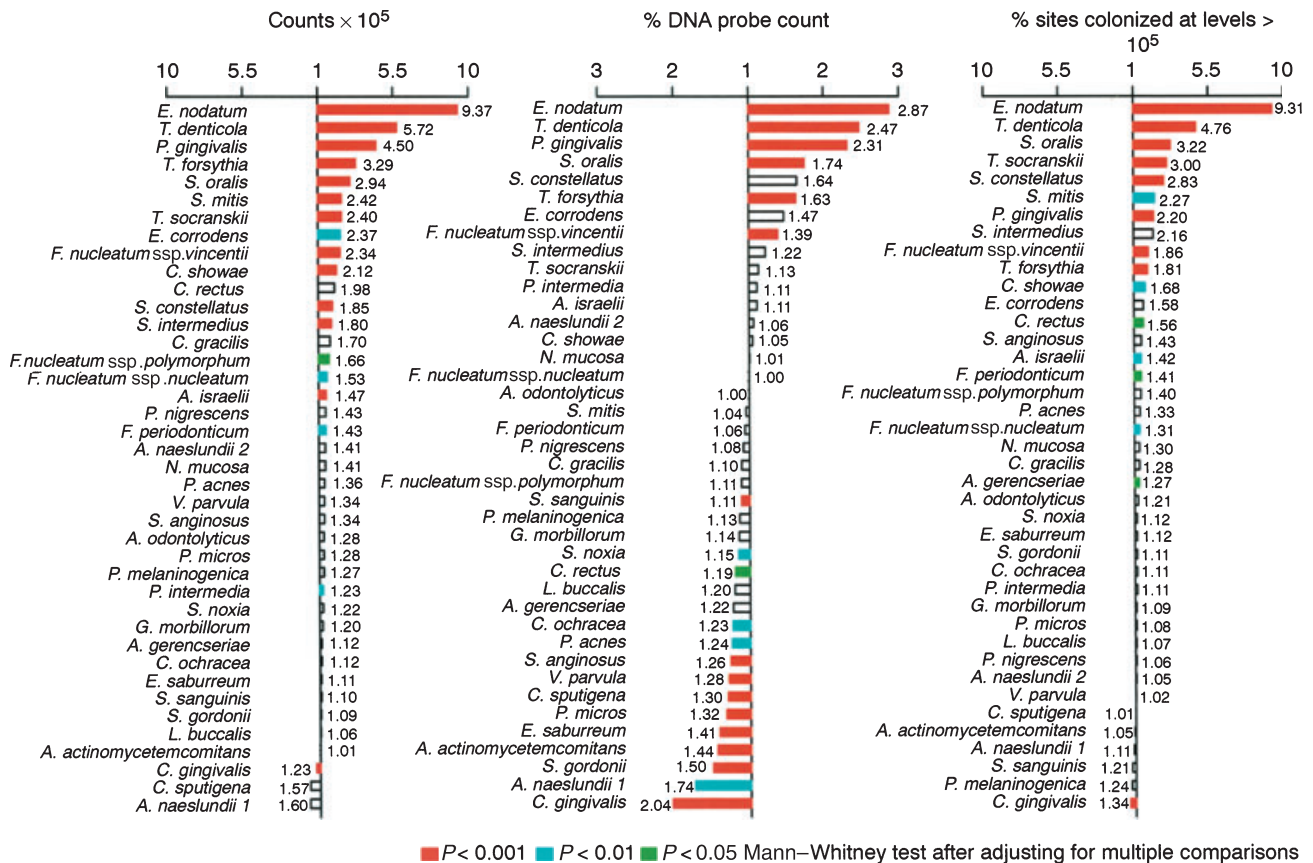 Counts × 10⁵
10 5.5 1 5.5 10
E. nodatum 9.37
T. denticola 5.72
P. gingivalis 4.50
T. forsythia 3.29
S. oralis 2.94
S. mitis 2.42
T. socranskii 2.40
E. corrodens 2.37
F. nucleatum ssp.vincentii 2.34
C. showae 2.12
C. rectus 1.98
S. constellatus 1.85
S. intermedius 1.80
C. gracilis 1.70
F.nucleatum ssp.polymorphum 1.66
F. nucleatum ssp.nucleatum 1.53
A. israelii 1.47
P. nigrescens 1.43
F. periodonticum 1.43
A. naeslundii 2 1.41
N. mucosa 1.41
P. acnes 1.36
V. parvula 1.34
S. anginosus 1.34
A. odontolyticus 1.28
P. micros 1.28
P. melaninogenica 1.27
P. intermedia 1.23
S. noxia 1.22
G. morbillorum 1.20
A. gerencseriae 1.12
C. ochracea 1.12
E. saburreum 1.11
S. sanguinis 1.10
S. gordonii 1.09
L. buccalis 1.06
A. actinomycetemcomitans 1.01
C. gingivalis 1.23
C. sputigena 1.57
A. naeslundii 1 1.60
% DNA probe count
3 2 1 2 3
E. nodatum 2.87
T. denticola 2.47
P. gingivalis 2.31
S. oralis 1.74
S. constellatus 1.64
T. forsythia 1.63
E. corrodens 1.47
F. nucleatum ssp.vincentii 1.39
S. intermedius 1.22
T. socranskii 1.13
P. intermedia 1.11
A. israelii 1.11
A. naeslundii 2 1.06
C. showae 1.05
N. mucosa 1.01
F. nucleatum ssp.nucleatum 1.00
A. odontolyticus 1.00
S. mitis 1.04
F. periodonticum 1.06
P. nigrescens 1.08
C. gracilis 1.10
F. nucleatum ssp.polymorphum 1.11
S. sanguinis 1.11
P. melaninogenica 1.13
G. morbillorum 1.14
S. noxia 1.15
C. rectus 1.19
L. buccalis 1.20
A. gerencseriae 1.22
C. ochracea 1.23
P. acnes 1.24
S. anginosus 1.26
V. parvula 1.28
C. sputigena 1.30
P. micros 1.32
E. saburreum 1.41
A. actinomycetemcomitans 1.44
S. gordonii 1.50
A. naeslundii 1 1.74
C. gingivalis 2.04
% sites colonized at levels >
10⁵
10 5.5 1 5.5 10
E. nodatum 9.31
T. denticola 4.76
S. oralis 3.22
T. socranskii 3.00
S. constellatus 2.83
S. mitis 2.27
P. gingivalis 2.20
S. intermedius 2.16
F. nucleatum ssp.vincentii 1.86
T. forsythia 1.81
C. showae 1.68
E. corrodens 1.58
C. rectus 1.56
S. anginosus 1.43
A. israelii 1.42
F. periodonticum 1.41
F. nucleatum ssp.polymorphum 1.40
P. acnes 1.33
F. nucleatum ssp.nucleatum 1.31
N. mucosa 1.30
C. gracilis 1.28
A. gerencseriae 1.27
A. odontolyticus 1.21
S. noxia 1.12
E. saburreum 1.12
S. gordonii 1.11
C. ochracea 1.11
P. intermedia 1.11
G. morbillorum 1.09
P. micros 1.08
L. buccalis 1.07
P. nigrescens 1.06
A. naeslundii 2 1.05
V. parvula 1.02
C. sputigena 1.01
A. actinomycetemcomitans 1.05
A. naeslundii 1 1.11
S. sanguinis 1.21
P. melaninogenica 1.24
C. gingivalis 1.34
P < 0.001 P < 0.01 P < 0.05 Mann–Whitney test after adjusting for multiple comparisons